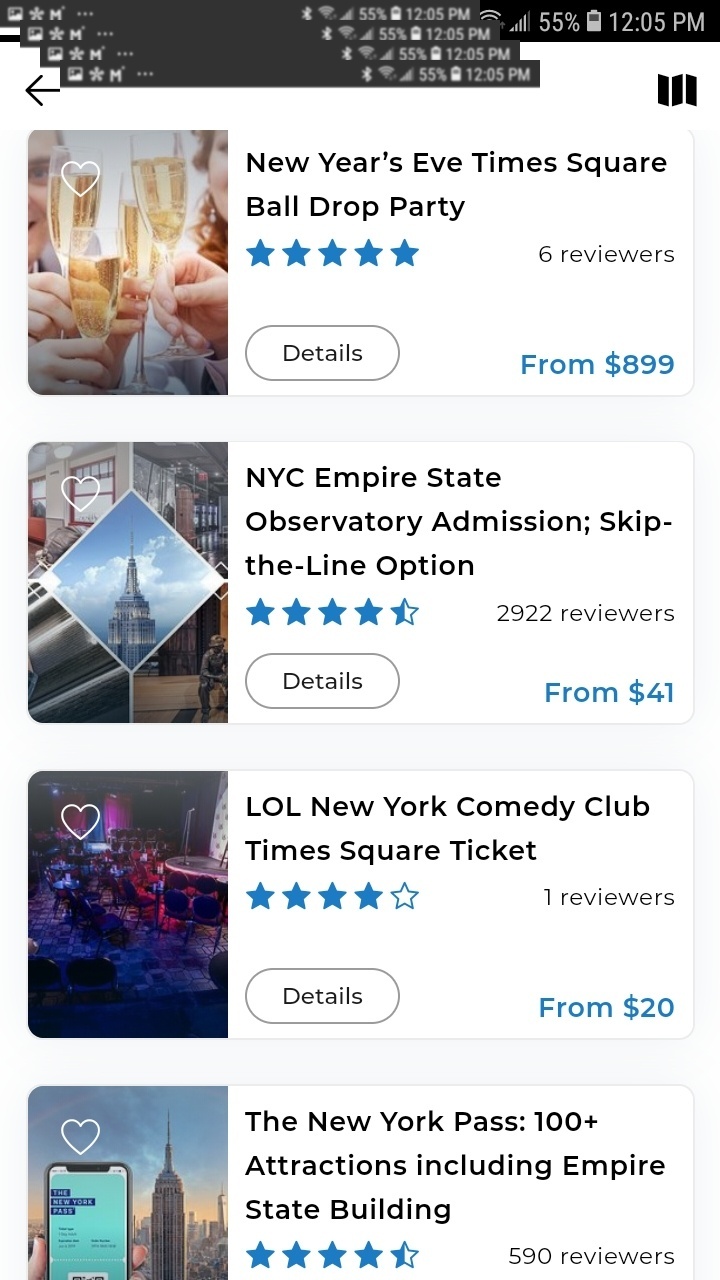 55% 12:05 PM
55% 12:05 PM
55% 12:05 PM
55% 12:05 PM
55% 12:05 PM
New Year’s Eve Times Square
Ball Drop Party
6 reviewers
Details
From $899
NYC Empire State
Observatory Admission; Skip-
the-Line Option
2922 reviewers
Details
From $41
LOL New York Comedy Club
Times Square Ticket
1 reviewers
Details
From $20
The New York Pass: 100+
Attractions including Empire
State Building
THE
NEW YORK
PASS
590 reviewers